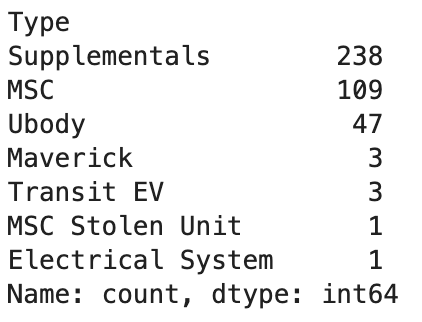 Type
Supplementals 238
MSC 109
Ubody 47
Maverick 3
Transit EV 3
MSC Stolen Unit 1
Electrical System 1
Name: count, dtype: int64